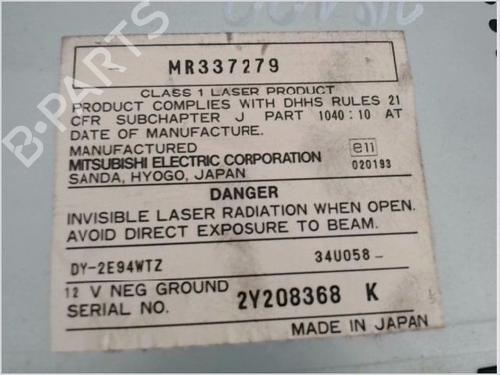 MR337279
CLASS 1 LASER PRODUCT
PRODUCT COMPLIES WITH DHHS RULES 21
CFR SUBCHAPTER J PART 1040:10 AT
DATE OF MANUFACTURE.
MANUFACTURED
MITSUBISHI ELECTRIC CORPORATION
SANDA, HYOGO, JAPAN
e11
020193
DANGER
INVISIBLE LASER RADIATION WHEN OPEN.
AVOID DIRECT EXPOSURE TO BEAM.
DY-2E94WTZ 34U058-
12 V NEG GROUND
SERIAL NO. 2Y208368 K
MADE IN JAPAN
B-PARTS